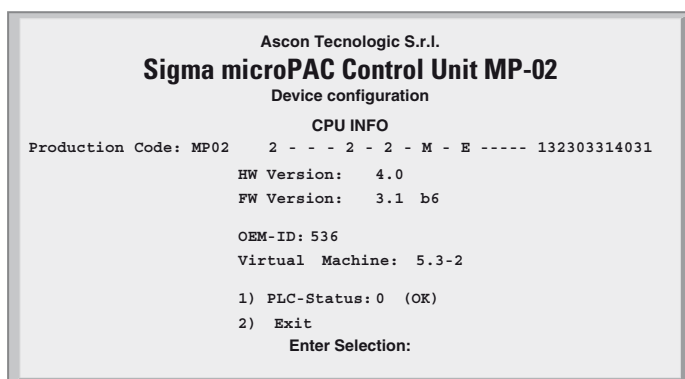 Ascon Tecnologic S.r.l.
Sigma microPAC Control Unit MP-02
Device configuration
CPU INFO
Production Code: MP02 2 - - - 2 - 2 - M - E ----- 132303314031
HW Version: 4.0
FW Version: 3.1 b6
OEM-ID: 536
Virtual Machine: 5.3-2
1) PLC-Status: 0 (OK)
2) Exit
Enter Selection: